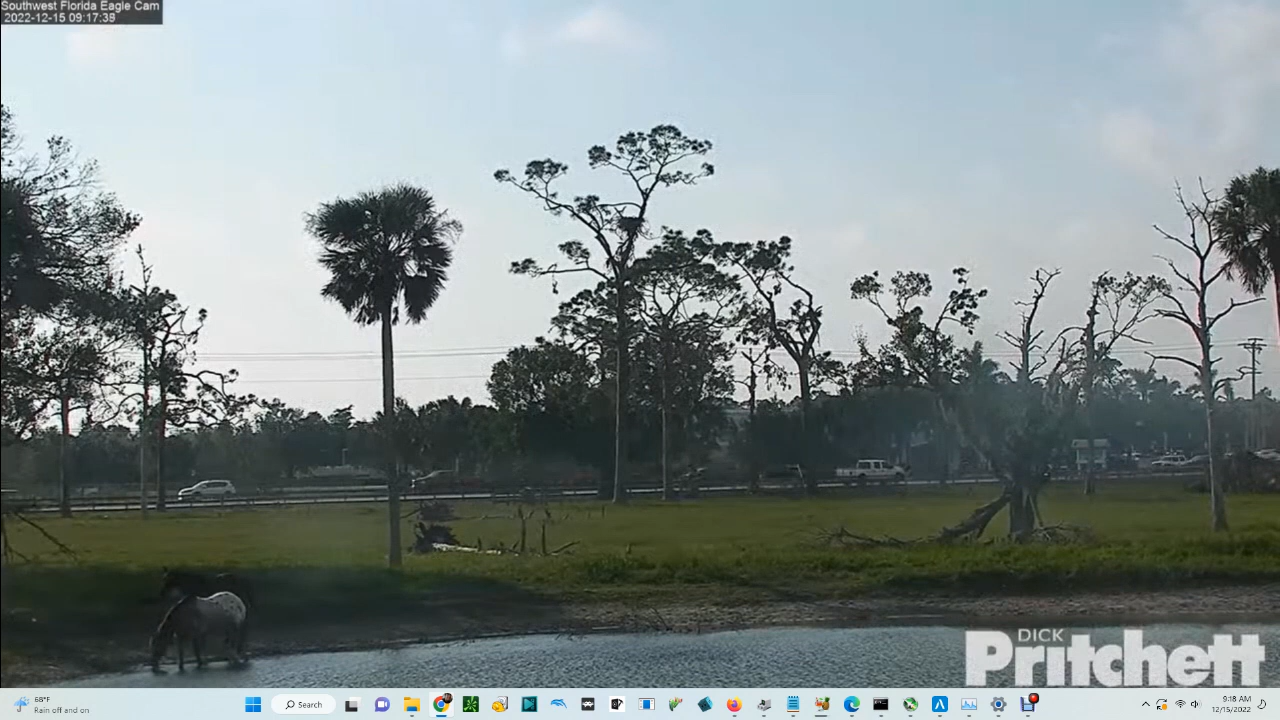 Southwest Florida Eagle Cam
2022-12-15 09:17:39
DICK
Pritchett
68°F
Rain off and on
Search
9:18 AM
12/15/2022